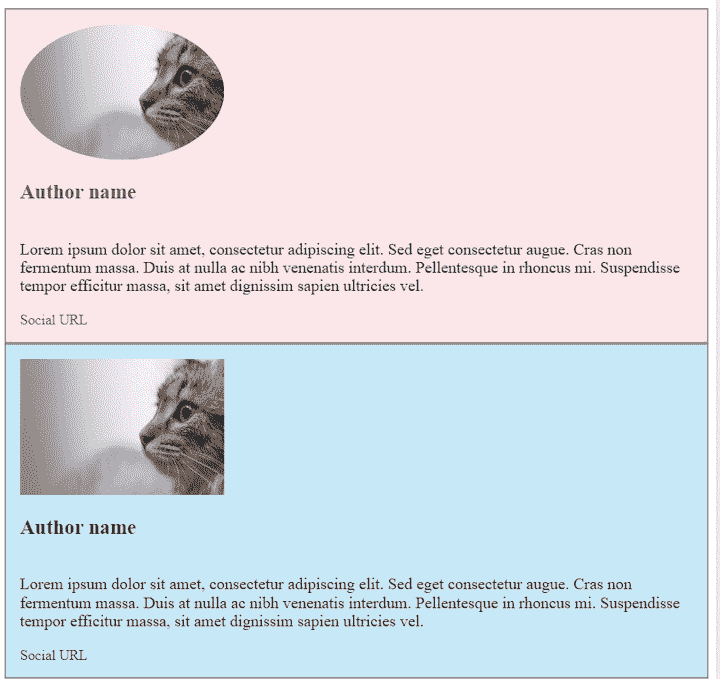 Author name
Lorem ipsum dolor sit amet, consectetur adipiscing elit. Sed eget consectetur augue. Cras non
fermentum massa. Duis at nulla ac nibh venenatis interdum. Pellentesque in rhoncus mi. Suspendisse
tempor efficitur massa, sit amet dignissim sapien ultricies vel.
Social URL
Author name
Lorem ipsum dolor sit amet, consectetur adipiscing elit. Sed eget consectetur augue. Cras non
fermentum massa. Duis at nulla ac nibh venenatis interdum. Pellentesque in rhoncus mi. Suspendisse
tempor efficitur massa, sit amet dignissim sapien ultricies vel.
Social URL